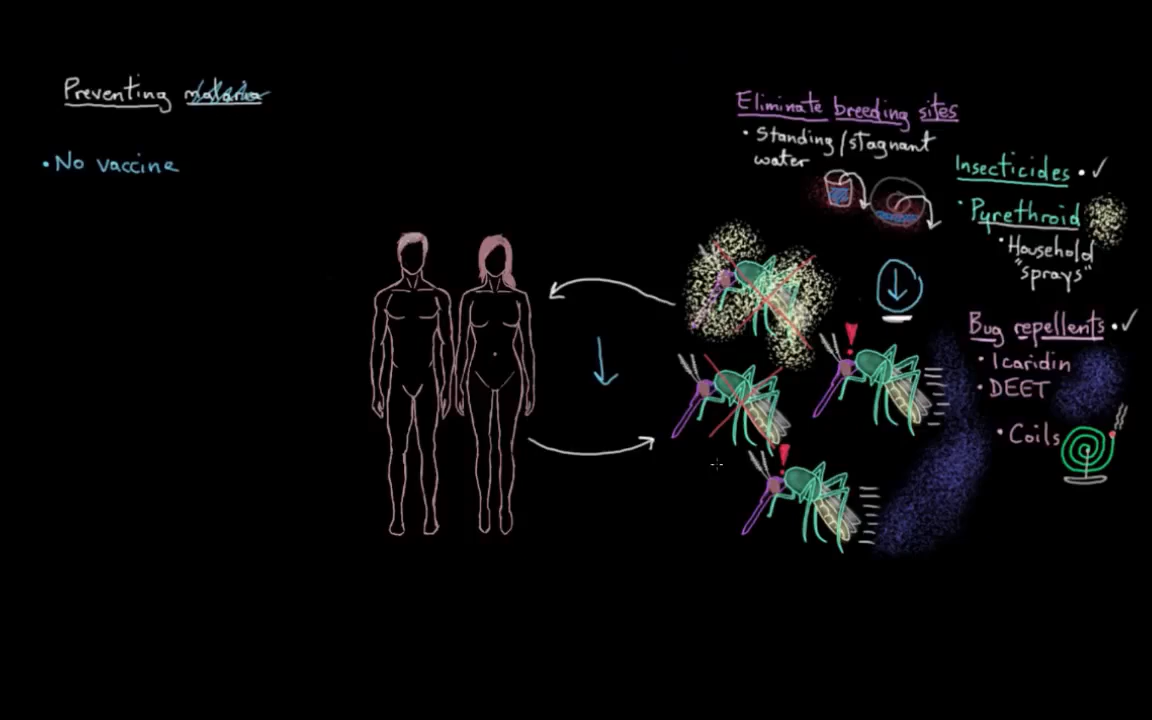 Preventing malaria
• No vaccine
Eliminate breeding sites
• Standing/stagnant
water
Insecticides • ✓
• Pyrethroid
• Household
"sprays"
Bug repellents • ✓
• Icaridin
• DEET
• Coils